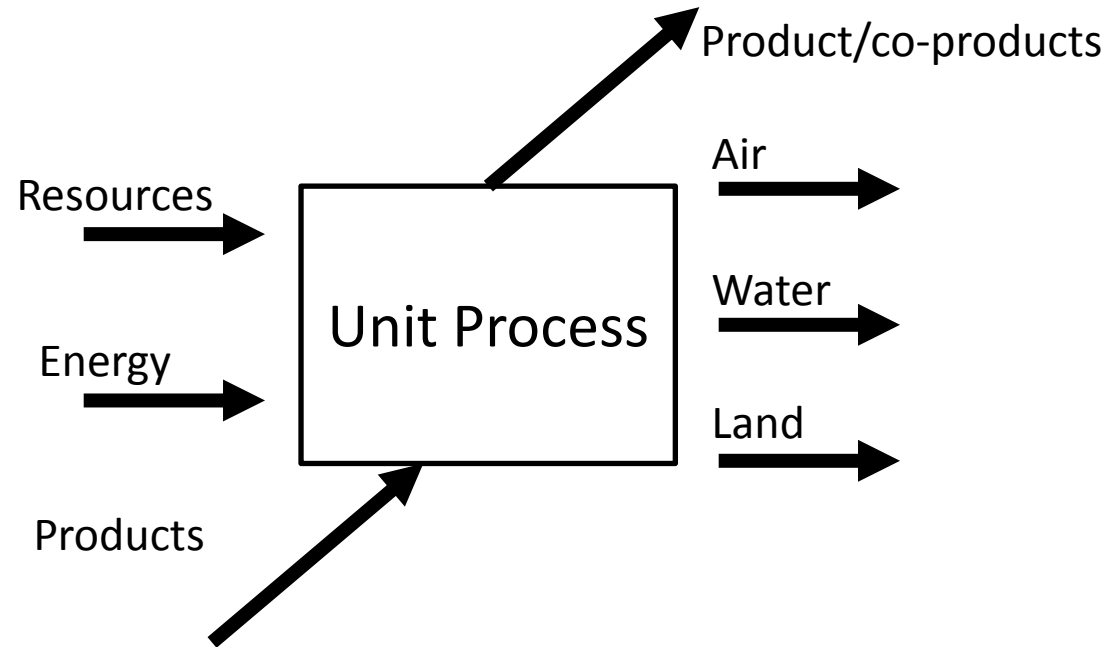 Product/co-products
Air
Resources
Water
Unit Process
Energy
Land
Products